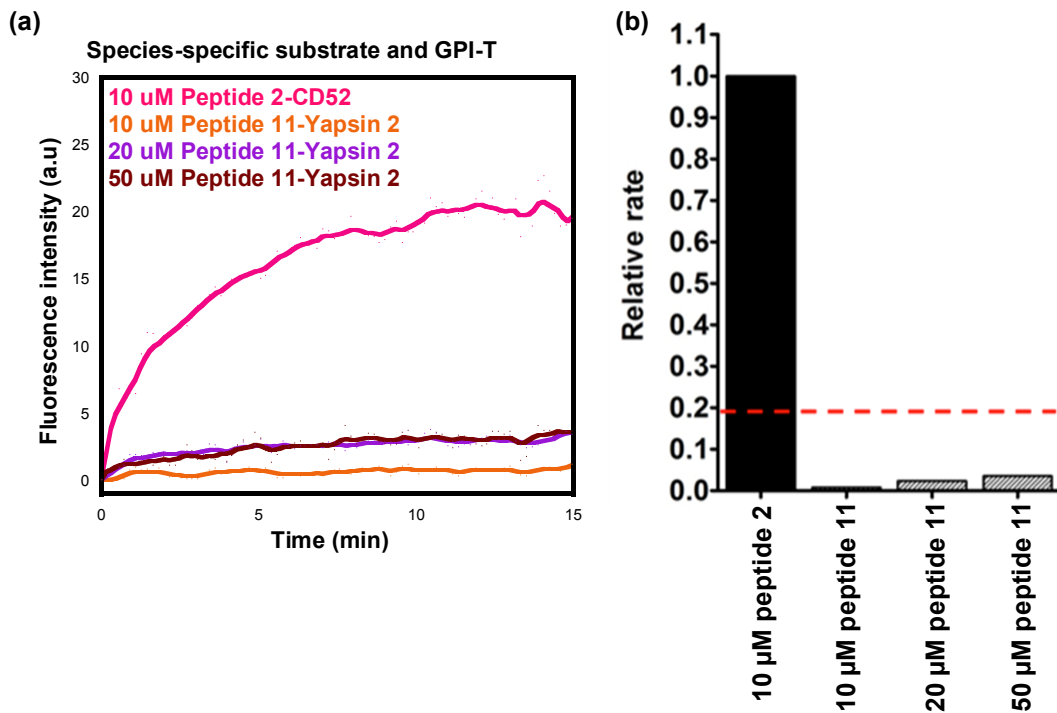 (a)
Species-specific substrate and GPI-T
30
25
20
15
10
5
0
10 uM Peptide 2-CD52
10 uM Peptide 11-Yapsin 2
20 uM Peptide 11-Yapsin 2
50 uM Peptide 11-Yapsin 2
Fluorescence intensity (a.u)
0
5
10
15
Time (min)
(b)
1.1
1.0
0.9
0.8
0.7
0.6
0.5
0.4
0.3
0.2
0.1
0.0
Relative rate
10 µM peptide 2
10 µM peptide 11
20 µM peptide 11
50 µM peptide 11